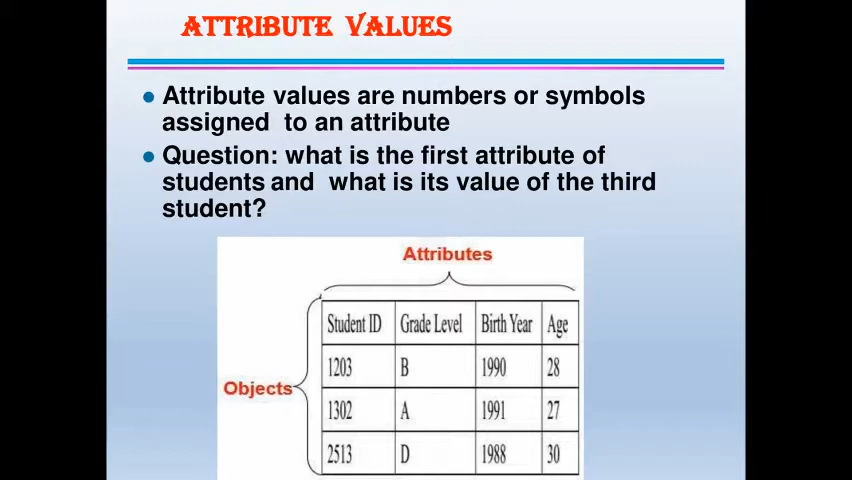 ATTRIBUTE VALUES
Attribute values are numbers or symbols
assigned to an attribute
Question: what is the first attribute of
students and what is its value of the third
student?
Attributes
Student ID Grade Level Birth Year Age
1203 B 1990 28
Objects
1302 A 1991 27
2513 D 1988 30